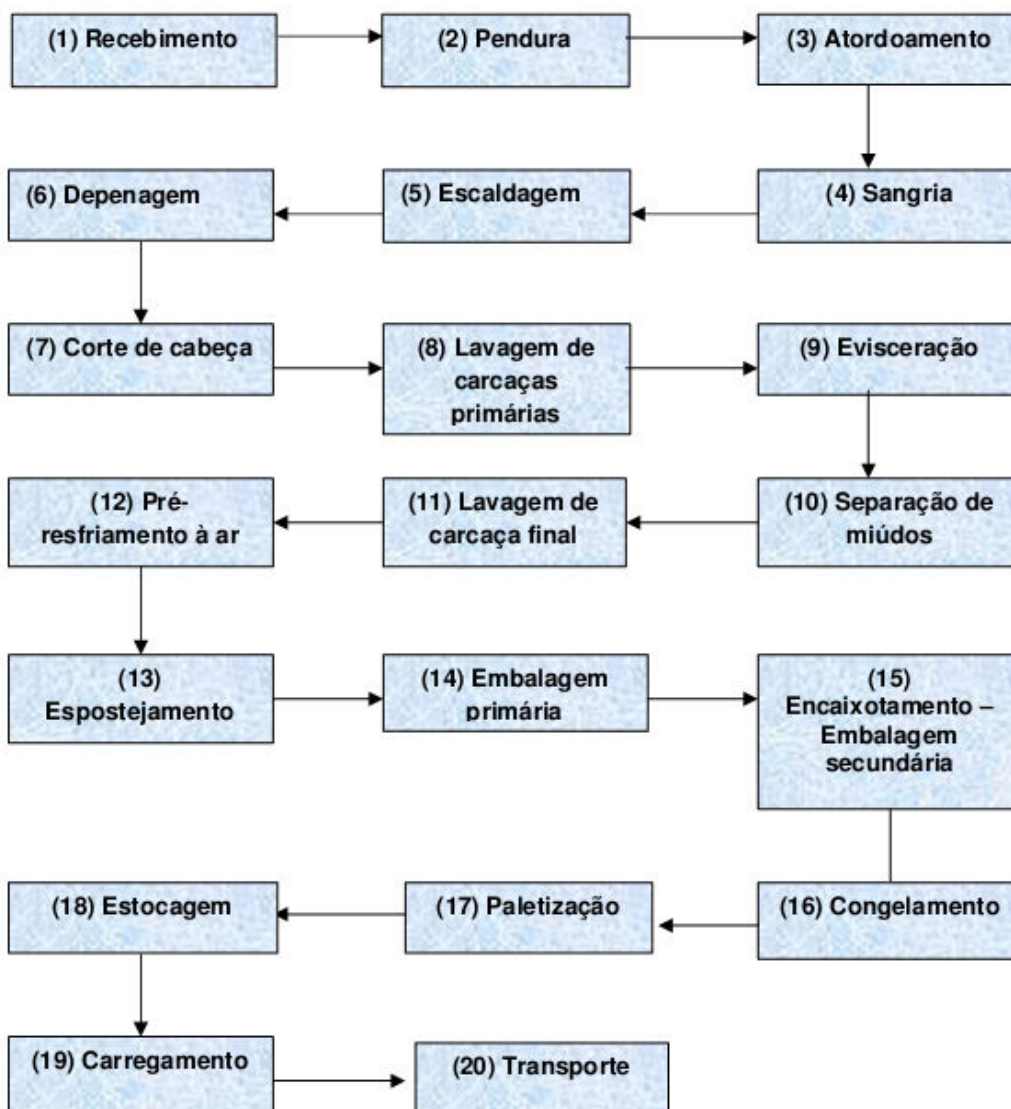 (1) Recebimento
(2) Pendura
(3) Atordoamento
(6) Depenagem
(5) Escaldagem
(4) Sangria
(7) Corte de cabeça
(8) Lavagem de
carcaças
primárias
(9) Evisceração
(12) Pré-
resfriamento à ar
(11) Lavagem de
carcaça final
(10) Separação de
miúdos
(13)
Espostejamento
(14) Embalagem
primária
(15)
Encaixotamento –
Embalagem
secundária
(18) Estocagem
(17) Paletização
(16) Congelamento
(19) Carregamento
(20) Transporte